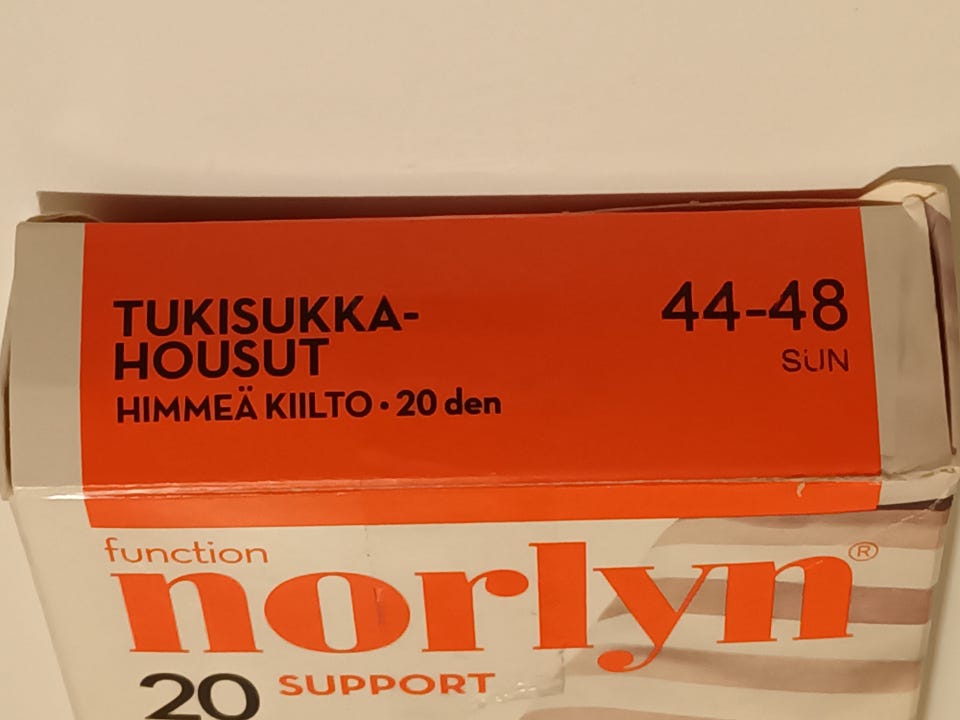 TUKISUKKA-
HOUSUT
HIMMEÄ KIILTO • 20 den
44-48
SUN
function
norlyn®
20 SUPPORT